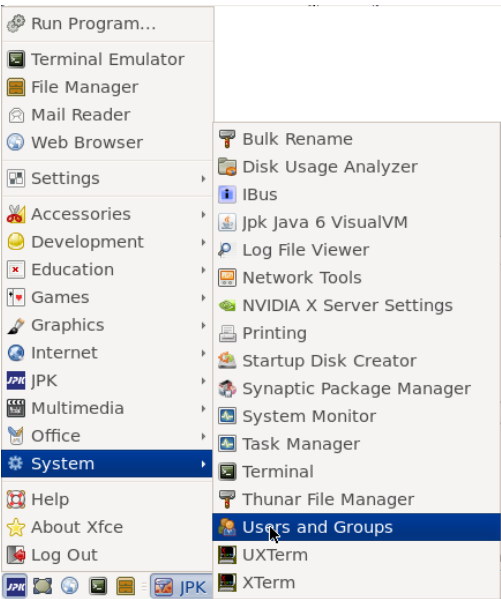 Run Program...
Terminal Emulator
File Manager
Mail Reader
Web Browser
Settings
Accessories
Development
Education
Games
Graphics
Internet
JPK JPK
Multimedia
Office
System
Help
About Xfce
Log Out
Bulk Rename
Disk Usage Analyzer
IBus
Jpk Java 6 VisualVM
Log File Viewer
Network Tools
NVIDIA X Server Settings
Printing
Startup Disk Creator
Synaptic Package Manager
System Monitor
Task Manager
Terminal
Thunar File Manager
Users and Groups
UXTerm
XTerm
JPK
JPK